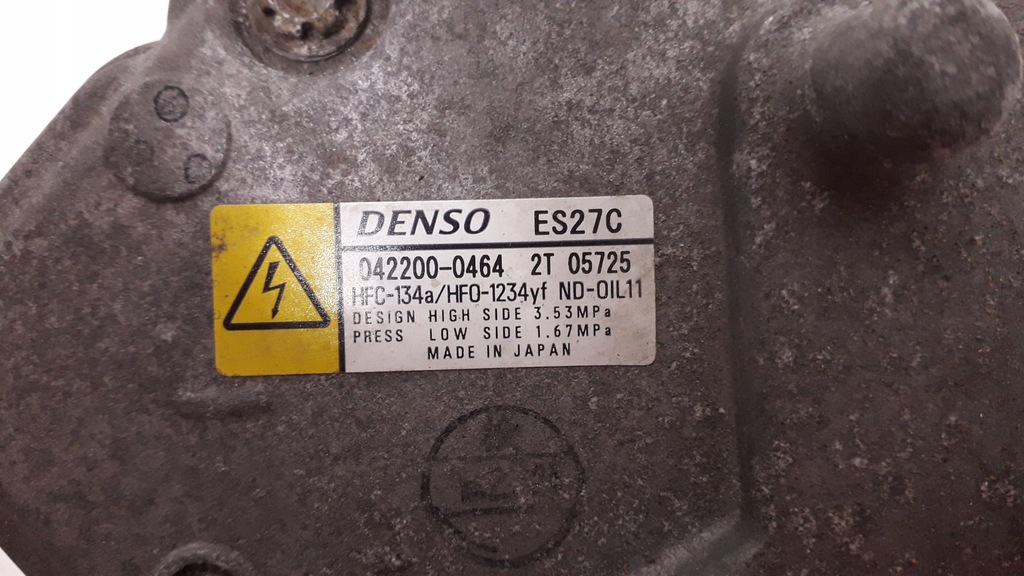 DENSO ES27C
042200-0464 2T 05725
HFC-134a/HFO-1234yf ND-OIL11
DESIGN HIGH SIDE 3.53MPa
PRESS LOW SIDE 1.67MPa
MADE IN JAPAN